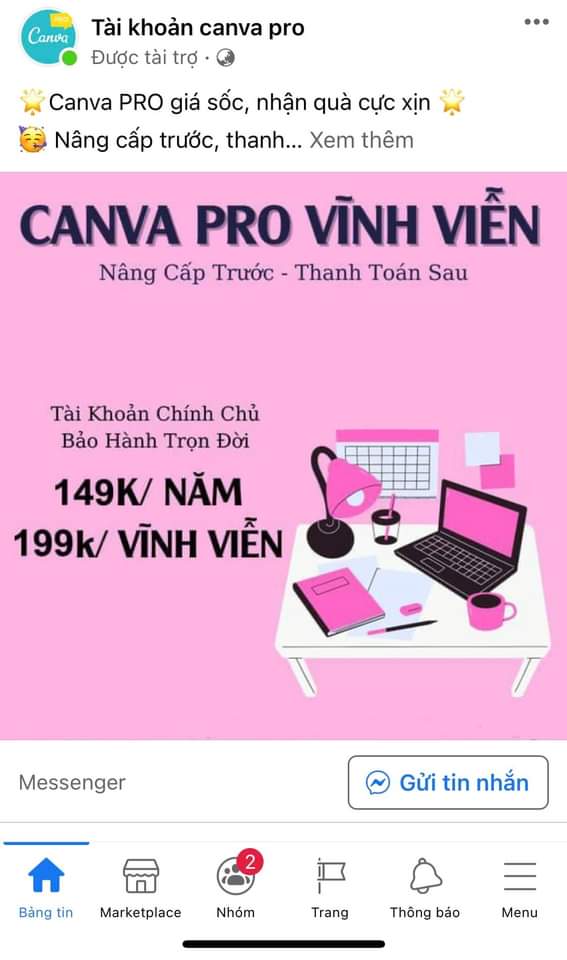 PRO
Canva
Tài khoản canva pro
Được tài trợ ·
🌟Canva PRO giá sốc, nhận quà cực xịn 🌟
🥳 Nâng cấp trước, thanh... Xem thêm
CANVA PRO VĨNH VIỄN
Nâng Cấp Trước - Thanh Toán Sau
Tài Khoản Chính Chủ
Bảo Hành Trọn Đời
149K/ NĂM
199k/ VĨNH VIỄN
Messenger
Gửi tin nhắn
2
Bảng tin
Marketplace
Nhóm
Trang
Thông báo
Menu